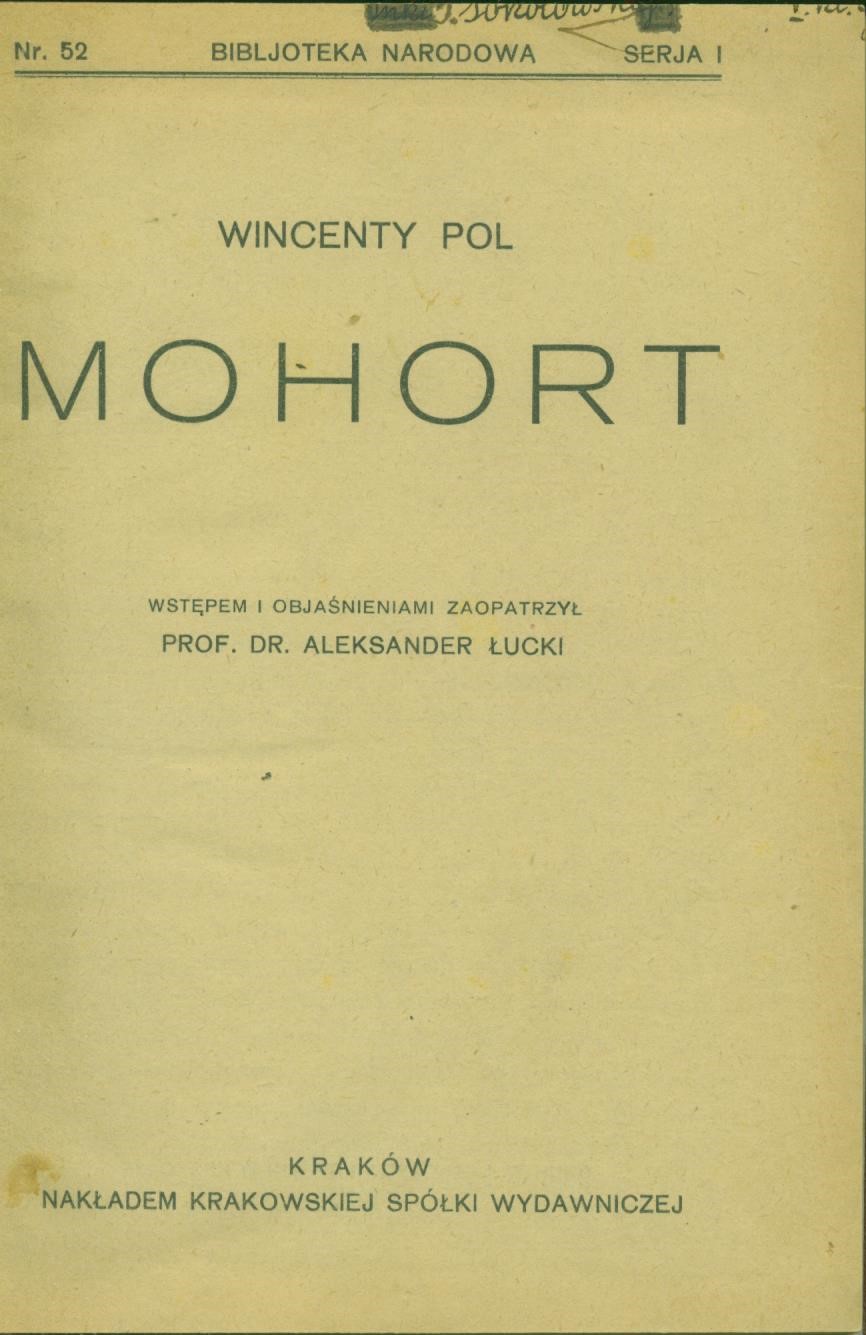 J. Sokołowskiej
Nr. 52 BIBLJOTEKA NARODOWA SERJA I
WINCENTY POL
MOHORT
WSTĘPEM I OBJAŚNIENIAMI ZAOPATRZYŁ
PROF. DR. ALEKSANDER ŁUCKI
KRAKÓW
NAKŁADEM KRAKOWSKIEJ SPÓŁKI WYDAWNICZEJ